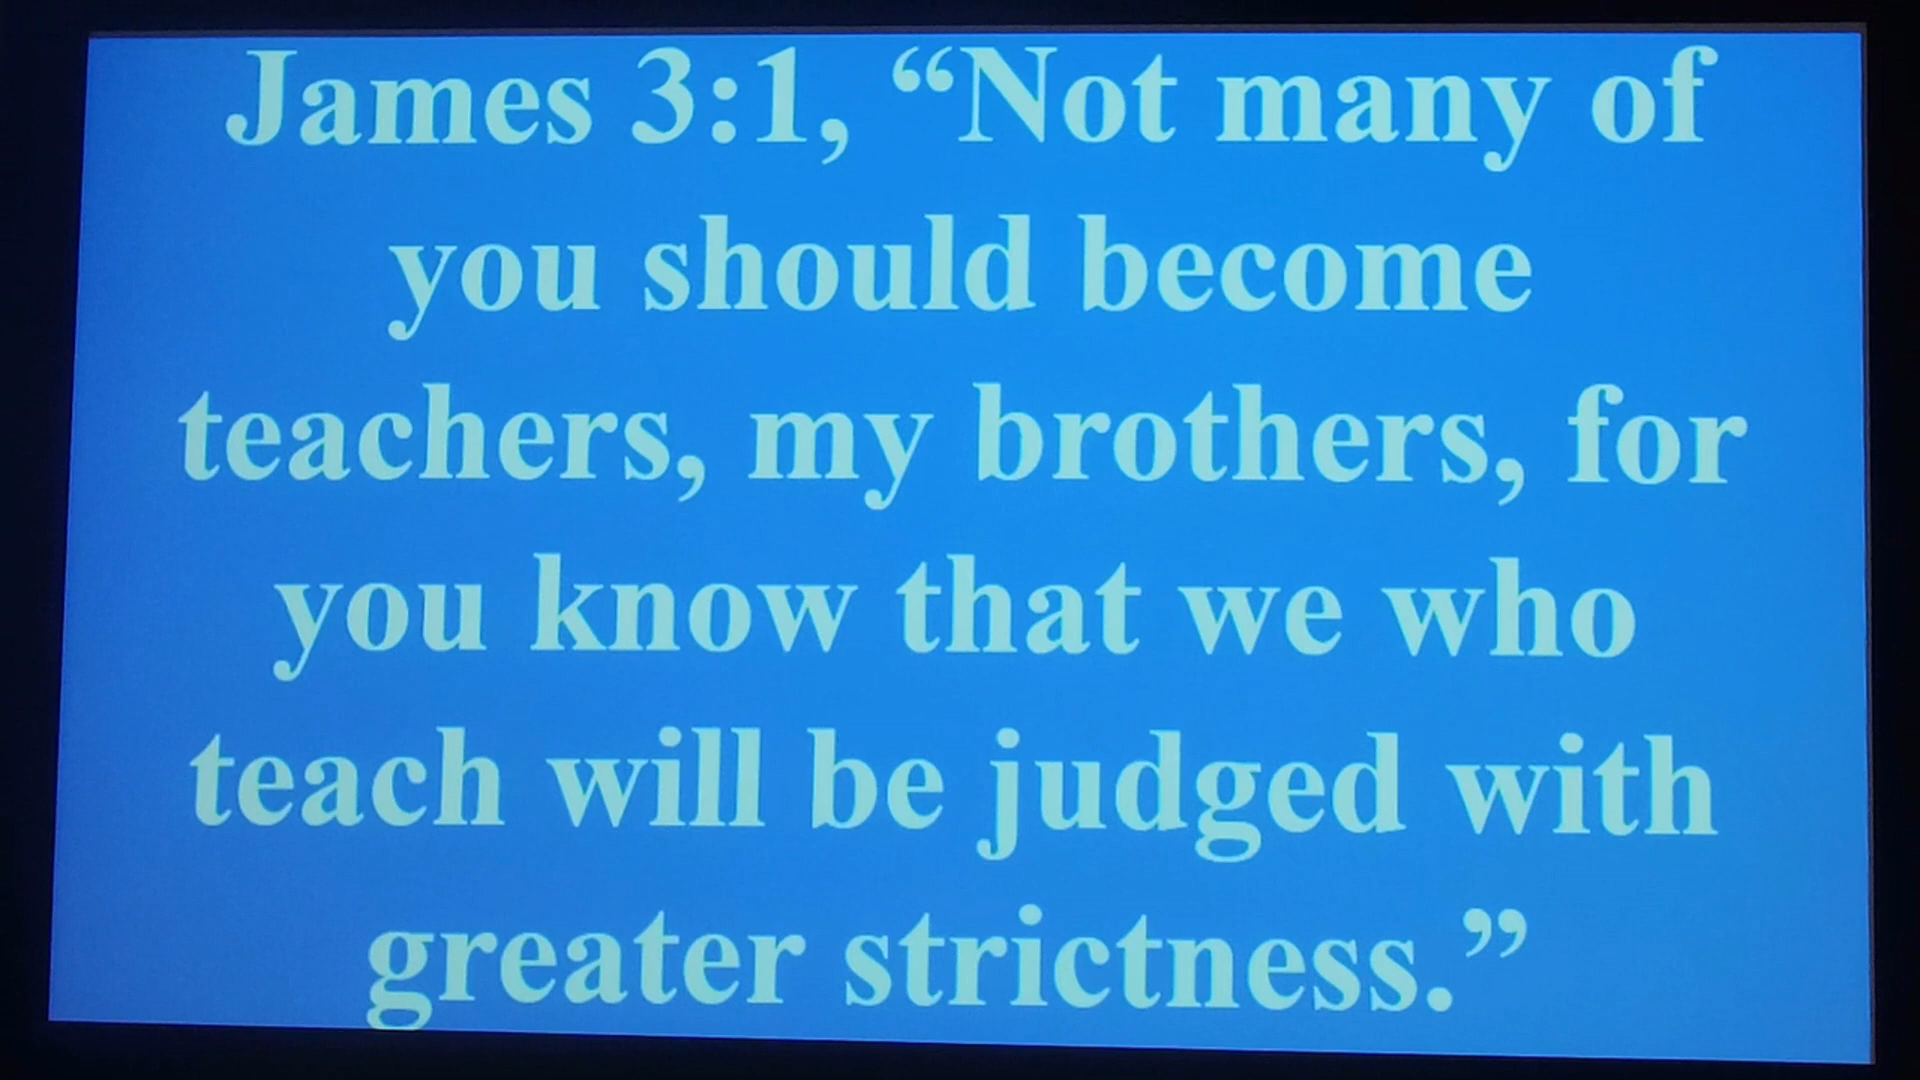 James 3:1, “Not many of
you should become
teachers, my brothers, for
you know that we who
teach will be judged with
greater strictness.”